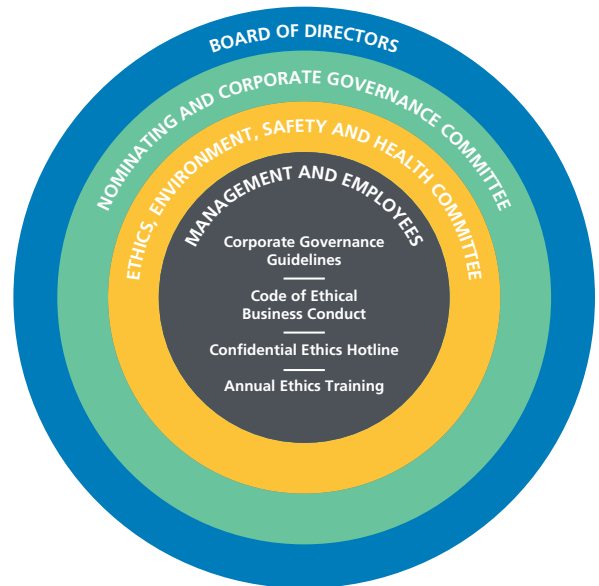 BOARD OF DIRECTORS
NOMINATING AND CORPORATE GOVERNANCE COMMITTEE
ETHICS, ENVIRONMENT, SAFETY AND HEALTH COMMITTEE
MANAGEMENT AND EMPLOYEES
Corporate Governance
Guidelines
Code of Ethical
Business Conduct
Confidential Ethics Hotline
Annual Ethics Training